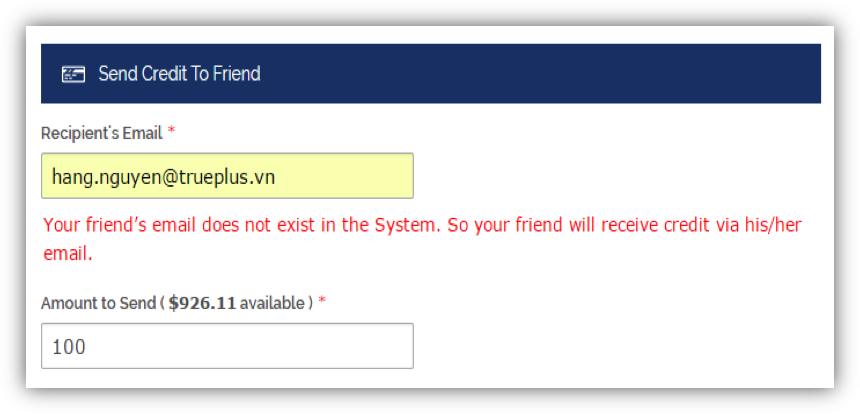 Send Credit To Friend
Recipient's Email *
hang.nguyen@trueplus.vn
Your friend’s email does not exist in the System. So your friend will receive credit via his/her
email.
Amount to Send ( $926.11 available ) *
100